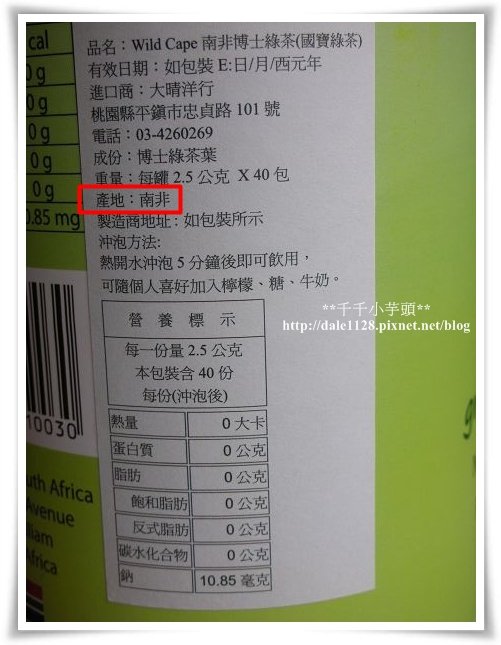 品名：Wild Cape 南非博士綠茶(國寶綠茶)
有效日期：如包裝 E:日/月/西元年
進口商：大晴洋行
桃園縣平鎮市忠貞路 101 號
電話：03-4260269
成份：博士綠茶葉
重量：每罐 2.5 公克 X 40 包
產地：南非
製造商地址：如包裝所示
沖泡方法:
熱開水沖泡 5 分鐘後即可飲用，
可隨個人喜好加入檸檬、糖、牛奶。
營 養 標 示
每一份量 2.5 公克
本包裝含 40 份
每份(沖泡後)
熱量 0 大卡
蛋白質 0 公克
脂肪 0 公克
飽和脂肪 0 公克
反式脂肪 0 公克
碳水化合物 0 公克
鈉 10.85 毫克
**千千小芋頭**
http://dale1128.pixnet.net/blog
cal
0 g
0 g
0 g
0 g
0 g
0.85 mg
10030
uth Africa
Avenue
liam
Africa